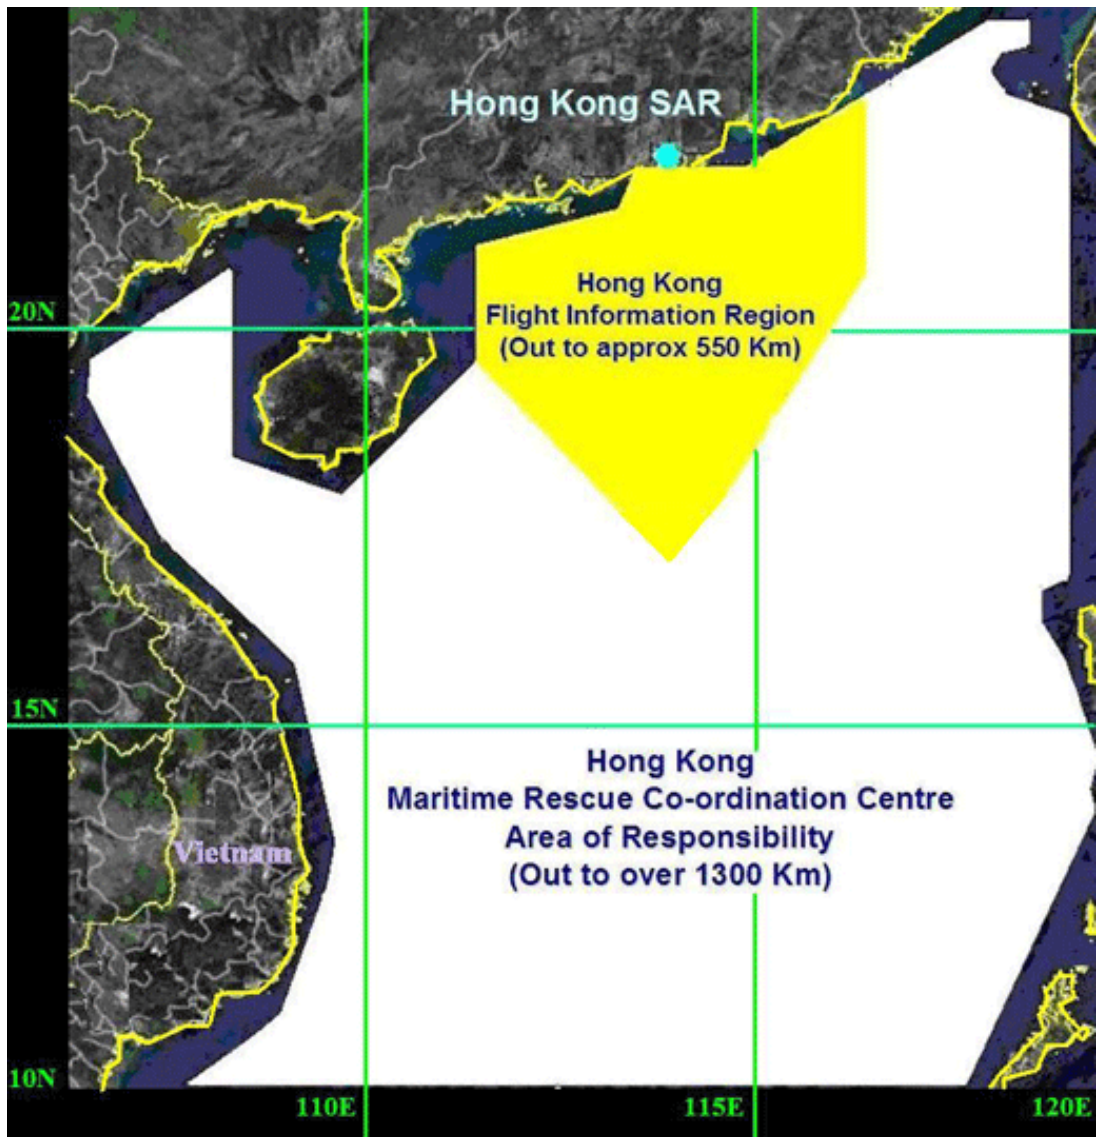 Hong Kong SAR
Hong Kong
Flight Information Region
(Out to approx 550 Km)
20N
15N
Hong Kong
Maritime Rescue Co-ordination Centre
Area of Responsibility
(Out to over 1300 Km)
Vietnam
10N
110E
115E
120E